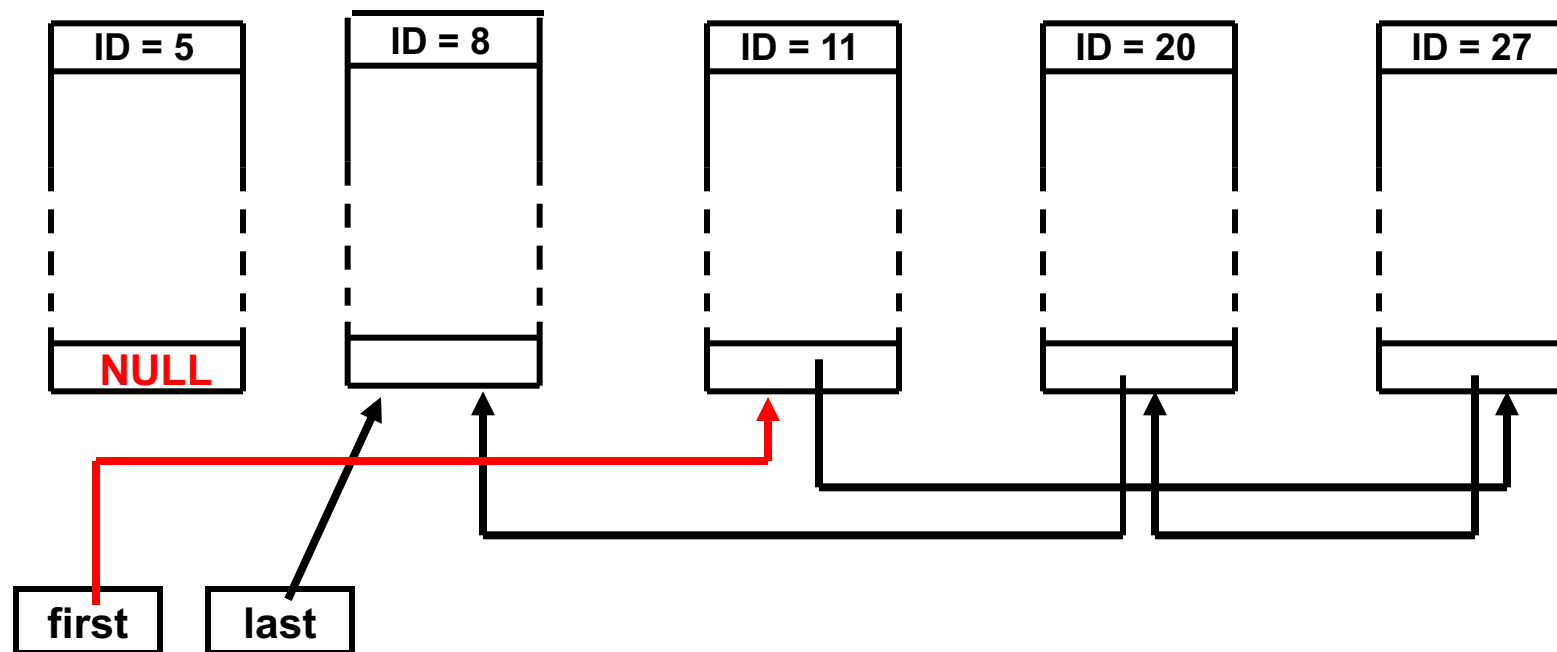 ID = 5
ID = 8
ID = 11
ID = 20
ID = 27
NULL
first
last